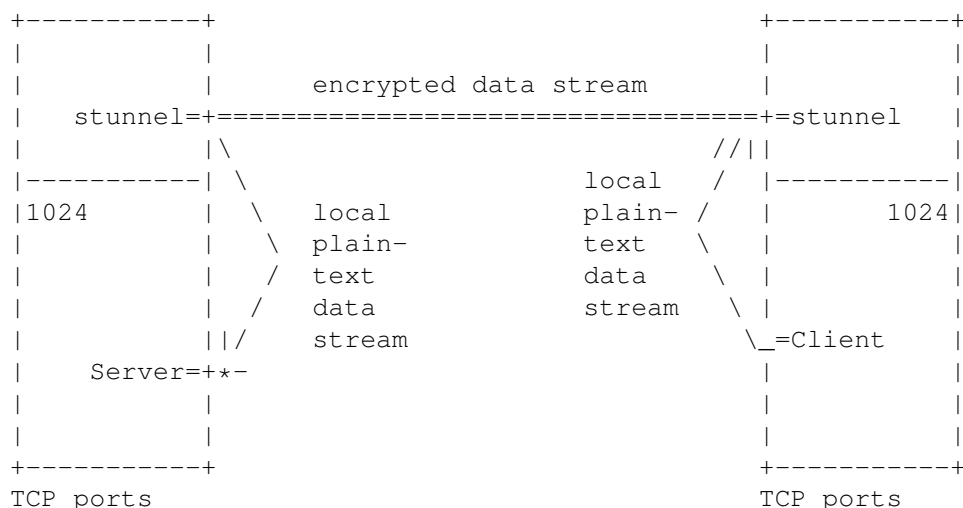 +-----------+                                  +-----------+
|           |                                  |           |
|           |      encrypted data stream       |           |
|   stunnel=+==================================+=stunnel   |
|           |\                              //||           |
|-----------| \                     local   /  |-----------|
|1024       |  \   local            plain- /   |       1024|
|           |   \  plain-           text   \   |           |
|           |   /  text             data    \  |           |
|           |  /   data             stream   \ |           |
|           ||/    stream                     \_=Client    |
|    Server=+*-                                |           |
|           |                                  |           |
|           |                                  |           |
+-----------+                                  +-----------+
TCP ports                                      TCP ports